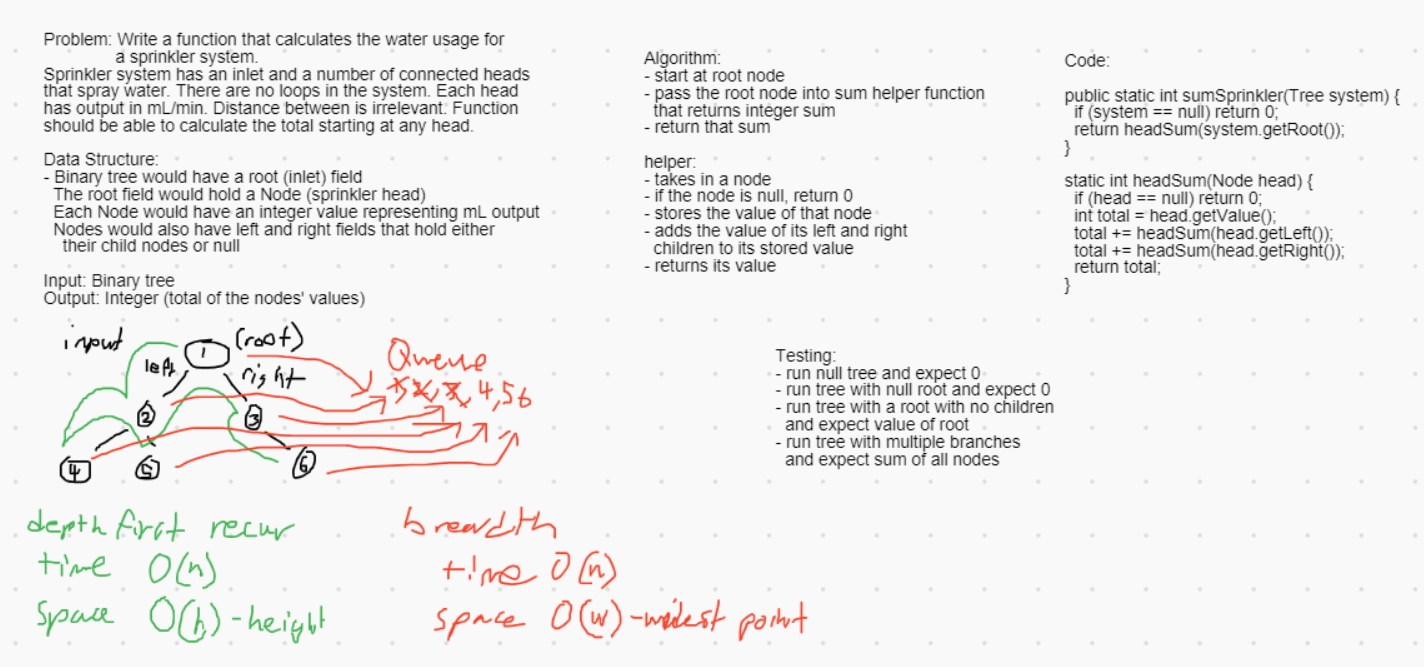 Problem: Write a function that calculates the water usage for
a sprinkler system.
Sprinkler system has an inlet and a number of connected heads
that spray water. There are no loops in the system. Each head
has output in mL/min. Distance between is irrelevant. Function
should be able to calculate the total starting at any head.
Data Structure:
- Binary tree would have a root (inlet) field
The root field would hold a Node (sprinkler head)
Each Node would have an integer value representing mL output
Nodes would also have left and right fields that hold either
their child nodes or null
Input: Binary tree
Output: Integer (total of the nodes' values)
Algorithm:
- start at root node
- pass the root node into sum helper function
that returns integer sum
- return that sum
helper:
- takes in a node
- if the node is null, return 0
- stores the value of that node
- adds the value of its left and right
children to its stored value
- returns its value
Code:
public static int sumSprinkler(Tree system) {
if (system == null) return 0;
return headSum(system.getRoot());
}
static int headSum(Node head) {
if (head == null) return 0;
int total = head.getValue();
total += headSum(head.getLeft());
total += headSum(head.getRight());
return total;
}
Testing:
- run null tree and expect 0
- run tree with null root and expect 0
- run tree with a root with no children
and expect value of root
- run tree with multiple branches
and expect sum of all nodes
input
1 (root)
left right
2 3
4 5 6
Queue
4,56
depth first recur
time O(n)
space O(h) - height
breadth
time O(n)
space O(w) - widest point